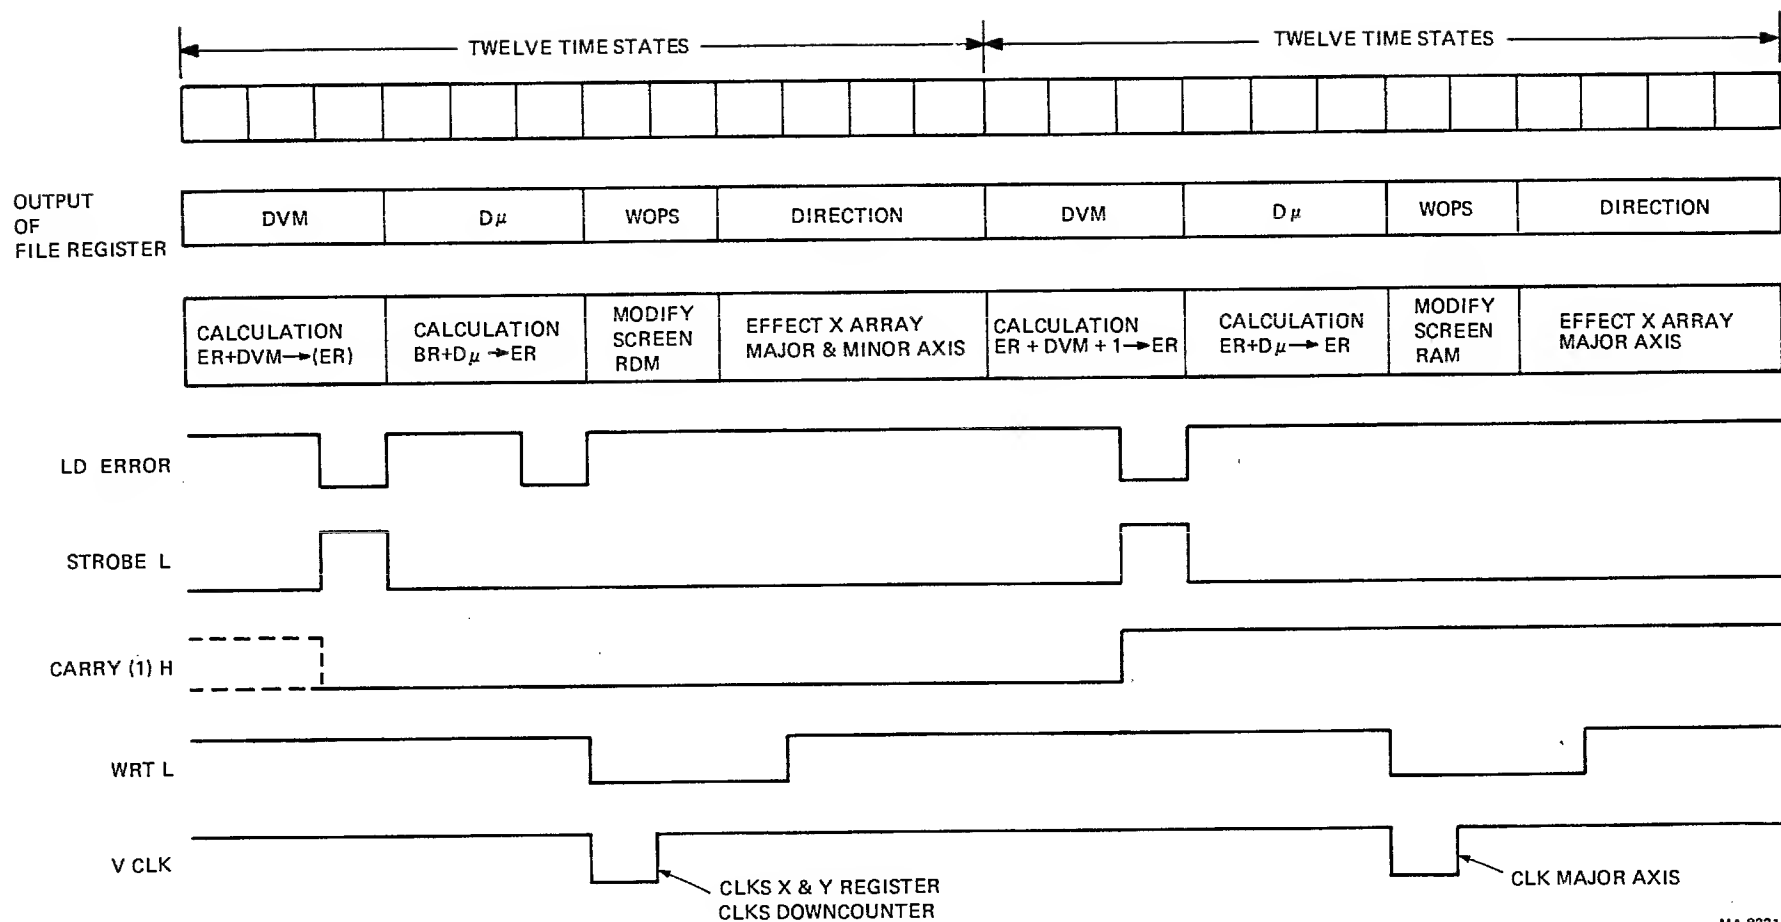 TWELVE TIME STATES
TWELVE TIME STATES
OUTPUT
OF
FILE REGISTER
DVM
Dμ
WOPS
DIRECTION
DVM
Dμ
WOPS
DIRECTION
CALCULATION
ER+DVM→(ER)
CALCULATION
BR+Dμ→ER
MODIFY
SCREEN
RDM
EFFECT X ARRAY
MAJOR & MINOR AXIS
CALCULATION
ER + DVM + 1→ER
CALCULATION
ER+Dμ→ ER
MODIFY
SCREEN
RAM
EFFECT X ARRAY
MAJOR AXIS
LD ERROR
STROBE L
CARRY (1) H
WRT L
V CLK
CLKS X & Y REGISTER
CLKS DOWNCOUNTER
CLK MAJOR AXIS